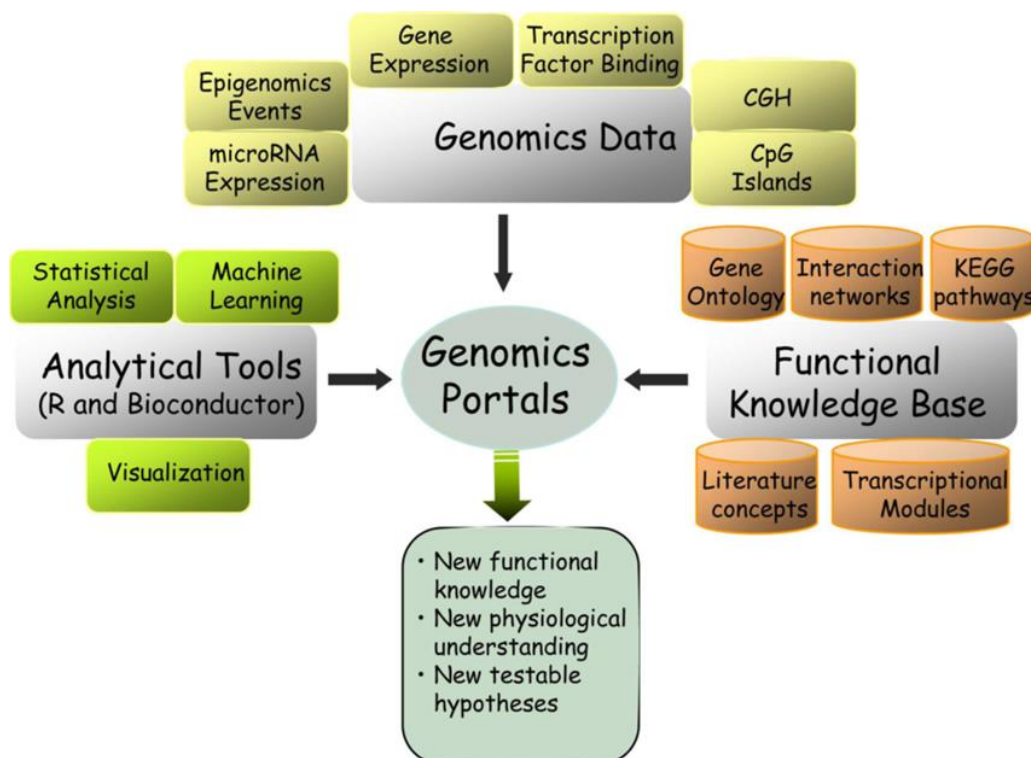 Gene
Expression
Transcription
Factor Binding
Epigenomics
Events
CGH
Genomics Data
microRNA
Expression
CpG
Islands
Statistical
Analysis
Machine
Learning
Gene
Ontology
Interaction
networks
KEGG
pathways
Analytical Tools
(R and Bioconductor)
Genomics
Portals
Functional
Knowledge Base
Visualization
Literature
concepts
Transcriptional
Modules
· New functional
knowledge
· New physiological
understanding
· New testable
hypotheses